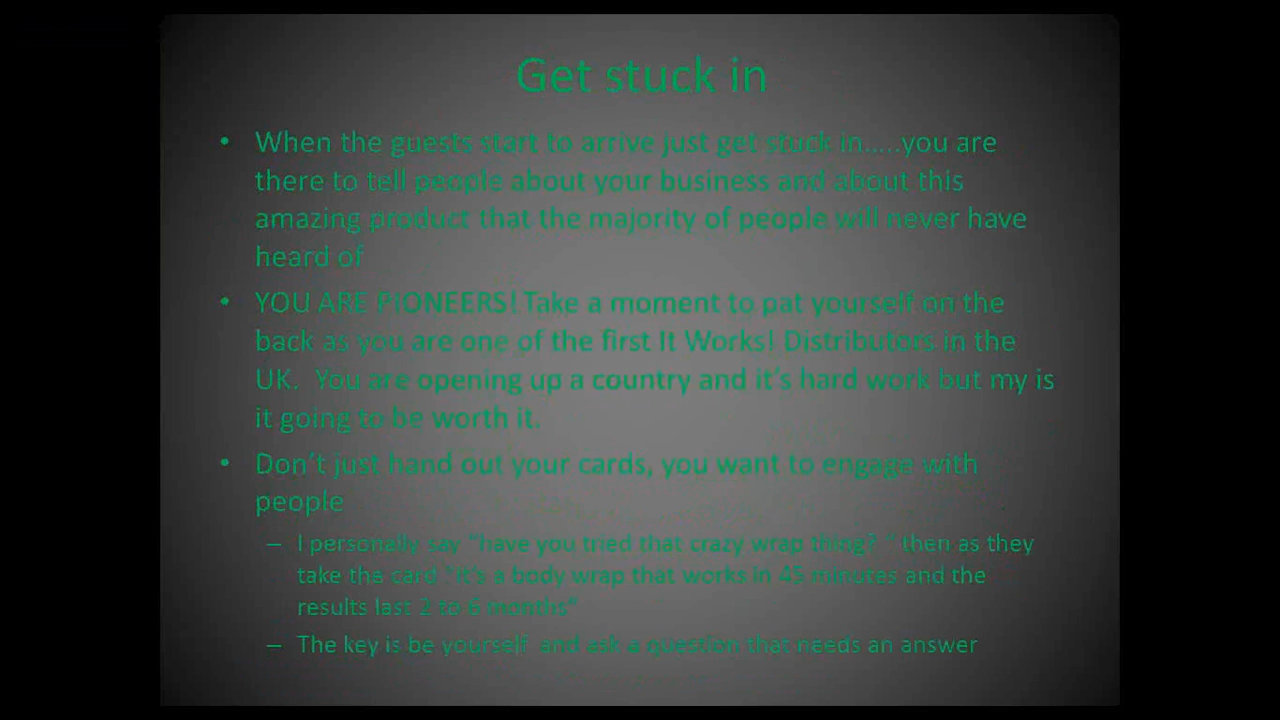 Get stuck in
• When the guests start to arrive just get stuck in.....you are
there to tell people about your business and about this
amazing product that the majority of people will never have
heard of
• YOU ARE PIONEERS! Take a moment to pat yourself on the
back as you are one of the first It Works! Distributors in the
UK.  You are opening up a country and it's hard work but my is
it going to be worth it.
• Don't just hand out your cards, you want to engage with
people
– I personally say "have you tried that crazy wrap thing? " then as they
take the card "it's a body wrap that works in 45 minutes and the
results last 2 to 6 months"
– The key is be yourself  and ask a question that needs an answer